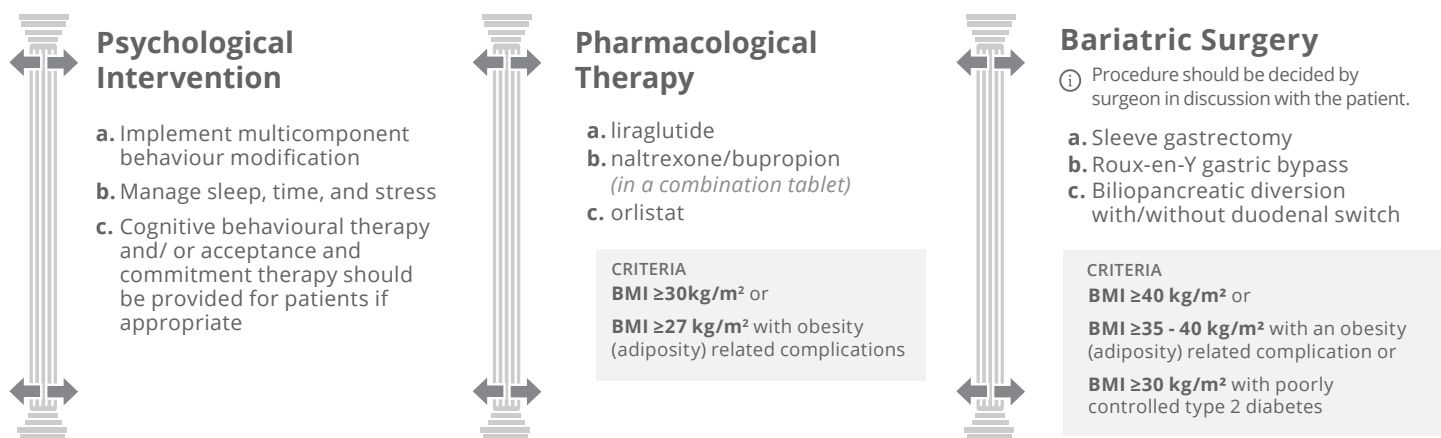 Psychological
Intervention
a. Implement multicomponent
behaviour modification
b. Manage sleep, time, and stress
c. Cognitive behavioural therapy
and/ or acceptance and
commitment therapy should
be provided for patients if
appropriate
Pharmacological
Therapy
a. liraglutide
b. naltrexone/bupropion
(in a combination tablet)
c. orlistat
CRITERIA
BMI ≥30kg/m² or
BMI ≥27 kg/m² with obesity
(adiposity) related complications
Bariatric Surgery
i Procedure should be decided by
surgeon in discussion with the patient.
a. Sleeve gastrectomy
b. Roux-en-Y gastric bypass
c. Biliopancreatic diversion
with/without duodenal switch
CRITERIA
BMI ≥40 kg/m² or
BMI ≥35 - 40 kg/m² with an obesity
(adiposity) related complication or
BMI ≥30 kg/m² with poorly
controlled type 2 diabetes